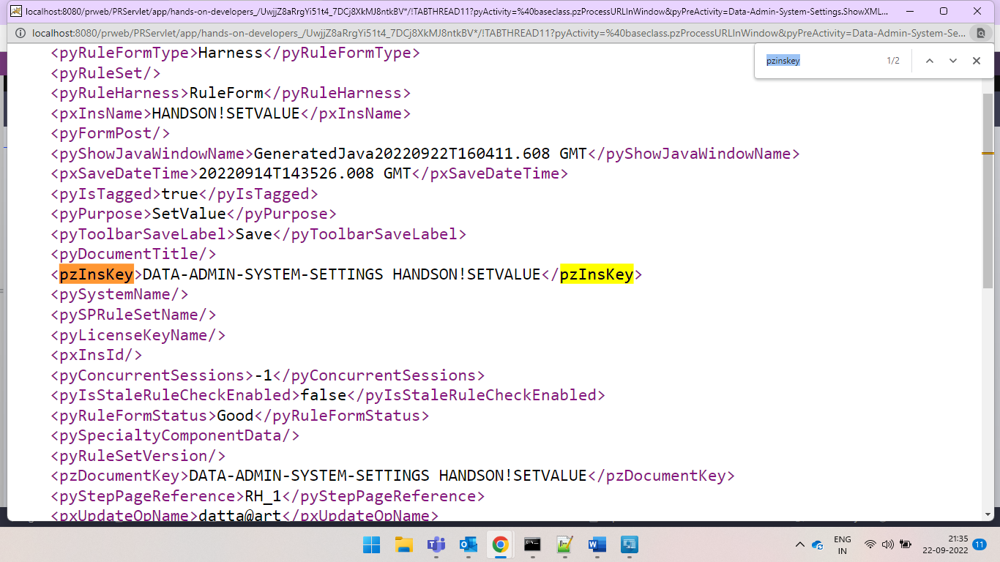 localhost:8080/prweb/PRServlet/app/hands-on-developers_/UwjjZ8aRrgYi51t4_7DCj8XkMJ8ntkBV*/!TABTHREAD11?pyActivity=%40baseclass.pzProcessURLInWindow&pyPreActivity=Data-Admin-System-Settings.ShowXML...
localhost:8080/prweb/PRServlet/app/hands-on-developers_/UwjjZ8aRrgYi51t4_7DCj8XkMJ8ntkBV*/!TABTHREAD11?pyActivity=%40baseclass.pzProcessURLInWindow&pyPreActivity=Data-Admin-System-Se...
pzinskey 1/2
<pyRuleFormType>Harness</pyRuleFormType>
<pyRuleSet/>
<pyRuleHarness>RuleForm</pyRuleHarness>
<pxInsName>HANDSON!SETVALUE</pxInsName>
<pyFormPost/>
<pyShowJavaWindowName>GeneratedJava20220922T160411.608 GMT</pyShowJavaWindowName>
<pxSaveDateTime>20220914T143526.008 GMT</pxSaveDateTime>
<pyIsTagged>true</pyIsTagged>
<pyPurpose>SetValue</pyPurpose>
<pyToolbarSaveLabel>Save</pyToolbarSaveLabel>
<pyDocumentTitle/>
<pzInsKey>DATA-ADMIN-SYSTEM-SETTINGS HANDSON!SETVALUE</pzInsKey>
<pySystemName/>
<pySPRuleSetName/>
<pyLicenseKeyName/>
<pxInsId/>
<pyConcurrentSessions>-1</pyConcurrentSessions>
<pyIsStaleRuleCheckEnabled>false</pyIsStaleRuleCheckEnabled>
<pyRuleFormStatus>Good</pyRuleFormStatus>
<pySpecialtyComponentData/>
<pyRuleSetVersion/>
<pzDocumentKey>DATA-ADMIN-SYSTEM-SETTINGS HANDSON!SETVALUE</pzDocumentKey>
<pyStepPageReference>RH_1</pyStepPageReference>
<pxUpdateOpName>datta@art</pxUpdateOpName>
ENG
IN
21:35
22-09-2022
11